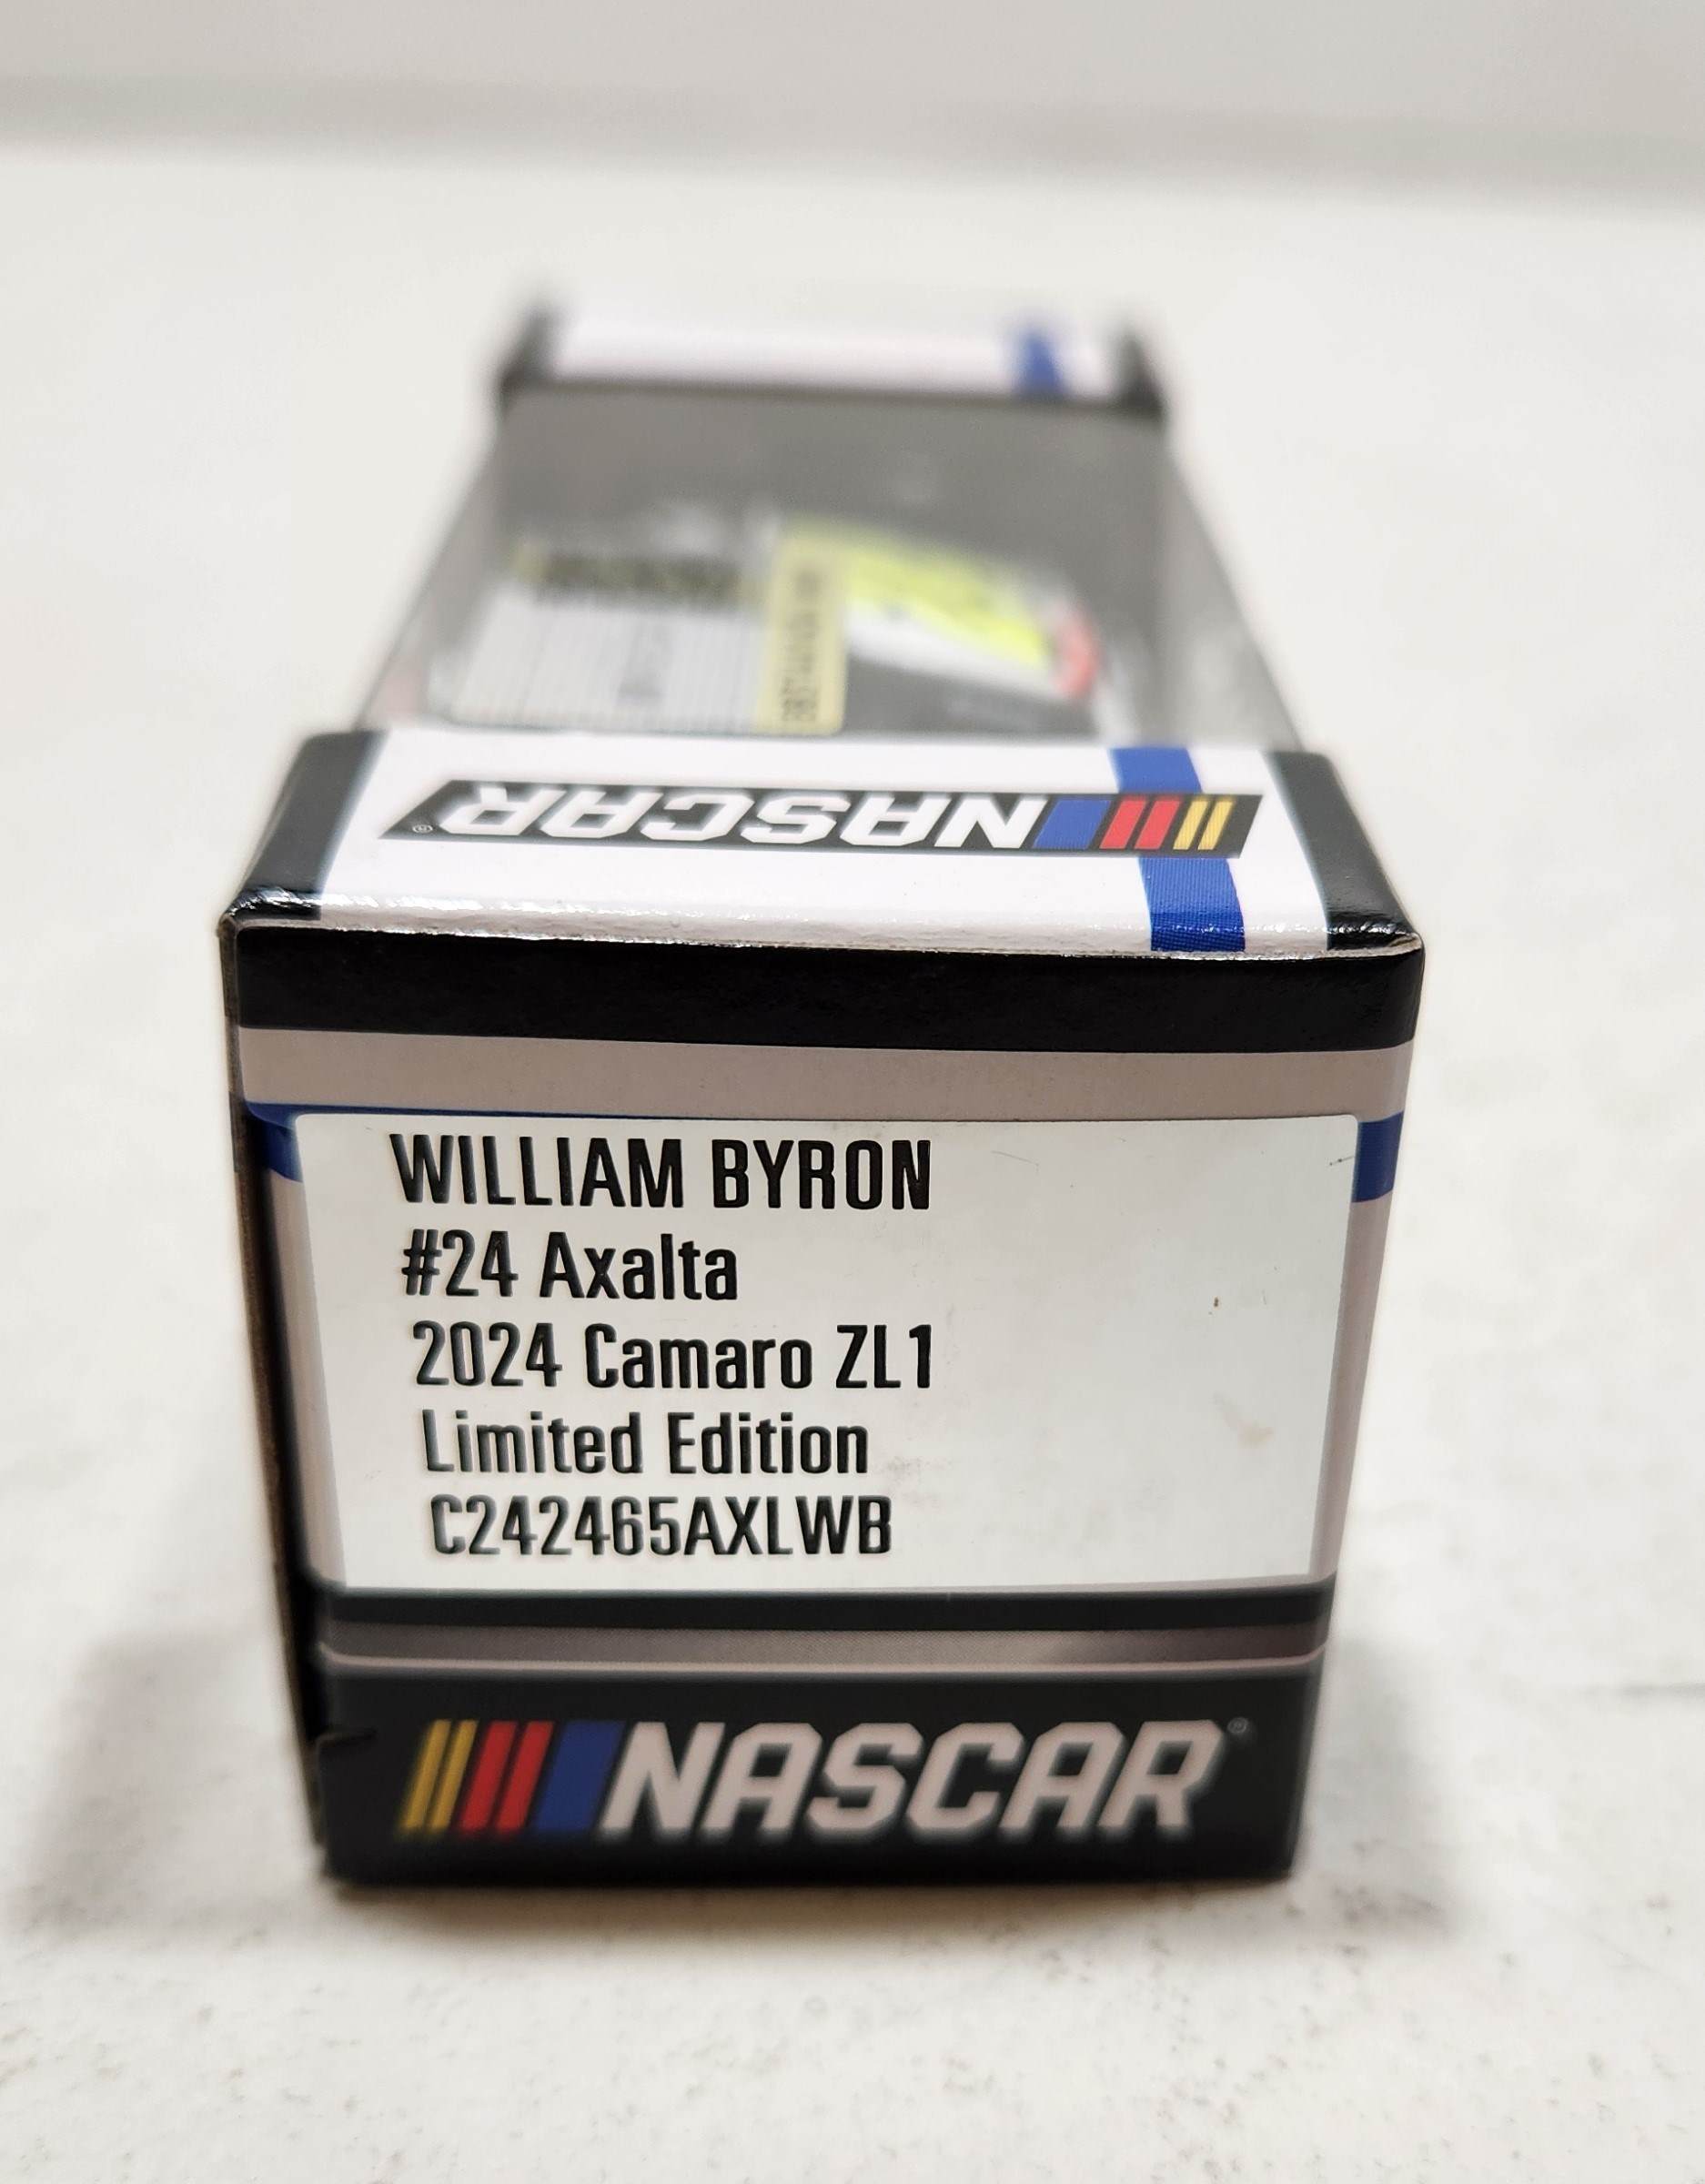 NASCAR®
WILLIAM BYRON
#24 Axalta
2024 Camaro ZL1
Limited Edition
C242465AXLWB
NASCAR®